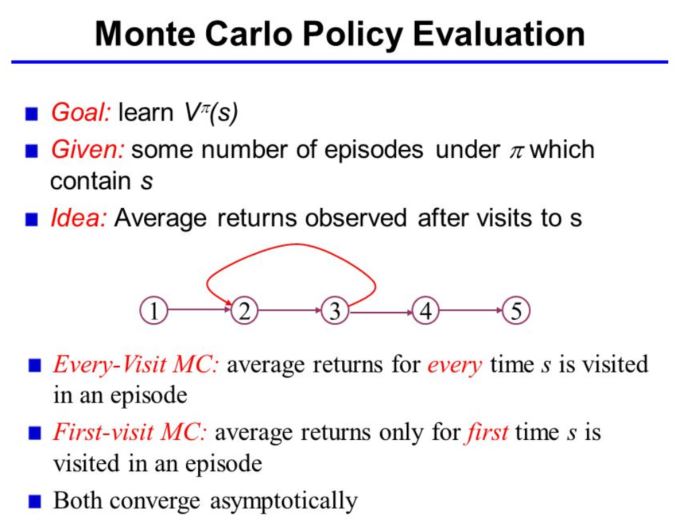 Monte Carlo Policy Evaluation
Goal: learn Vπ(s)
Given: some number of episodes under π which
contain s
Idea: Average returns observed after visits to s
1 2 3 4 5
Every-Visit MC: average returns for every time s is visited
in an episode
First-visit MC: average returns only for first time s is
visited in an episode
Both converge asymptotically